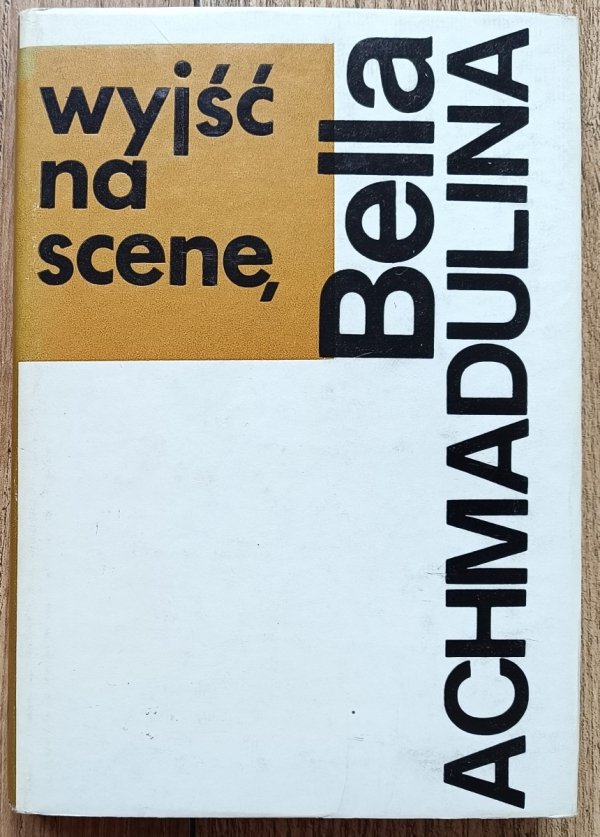 wyjść
na
scenę
Bella
ACHMADULINA